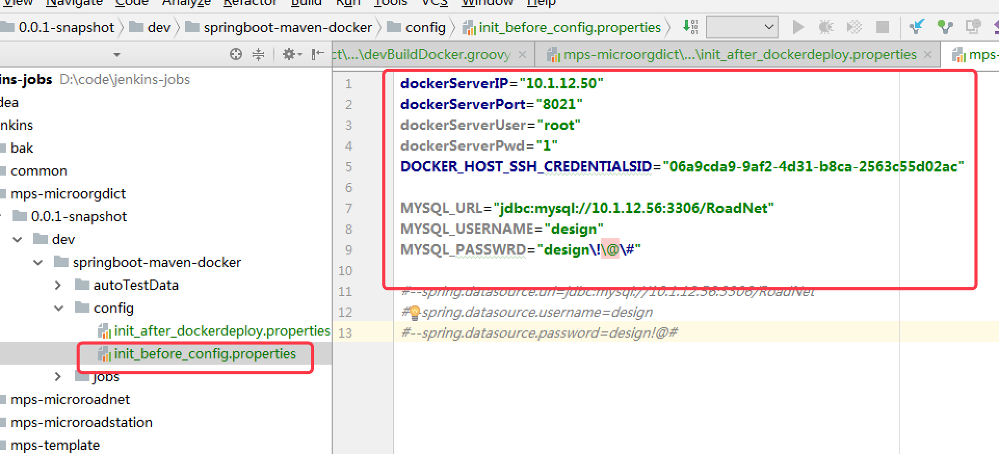 View Navigate Code Analyze Refactor Build Run Tools VCS Window Help
0.0.1-snapshot dev springboot-maven-docker config init_before_config.properties
ct\...\devBuildDocker.groovy mps-microorgdict\...\init_after_dockerdeploy.properties mps-
ins-jobs D:\code\jenkins-jobs
dea
nkins
bak
common
mps-microorgdict
0.0.1-snapshot
dev
springboot-maven-docker
autoTestData
config
init_after_dockerdeploy.properties
init_before_config.properties
jobs
mps-microroadnet
mps-microroadstation
mps-template
1 dockerServerIP="10.1.12.50"
2 dockerServerPort="8021"
3 dockerServerUser="root"
4 dockerServerPwd="1"
5 DOCKER_HOST_SSH_CREDENTIALSID="06a9cda9-9af2-4d31-b8ca-2563c55d02ac"
6
7 MYSQL_URL="jdbc:mysql://10.1.12.56:3306/RoadNet"
8 MYSQL_USERNAME="design"
9 MYSQL_PASSWRD="design\!\@\#"
10
11 #--spring.datasource.url=jdbc:mysql://10.1.12.56:3306/RoadNet
12 #--spring.datasource.username=design
13 #--spring.datasource.password=design!@#